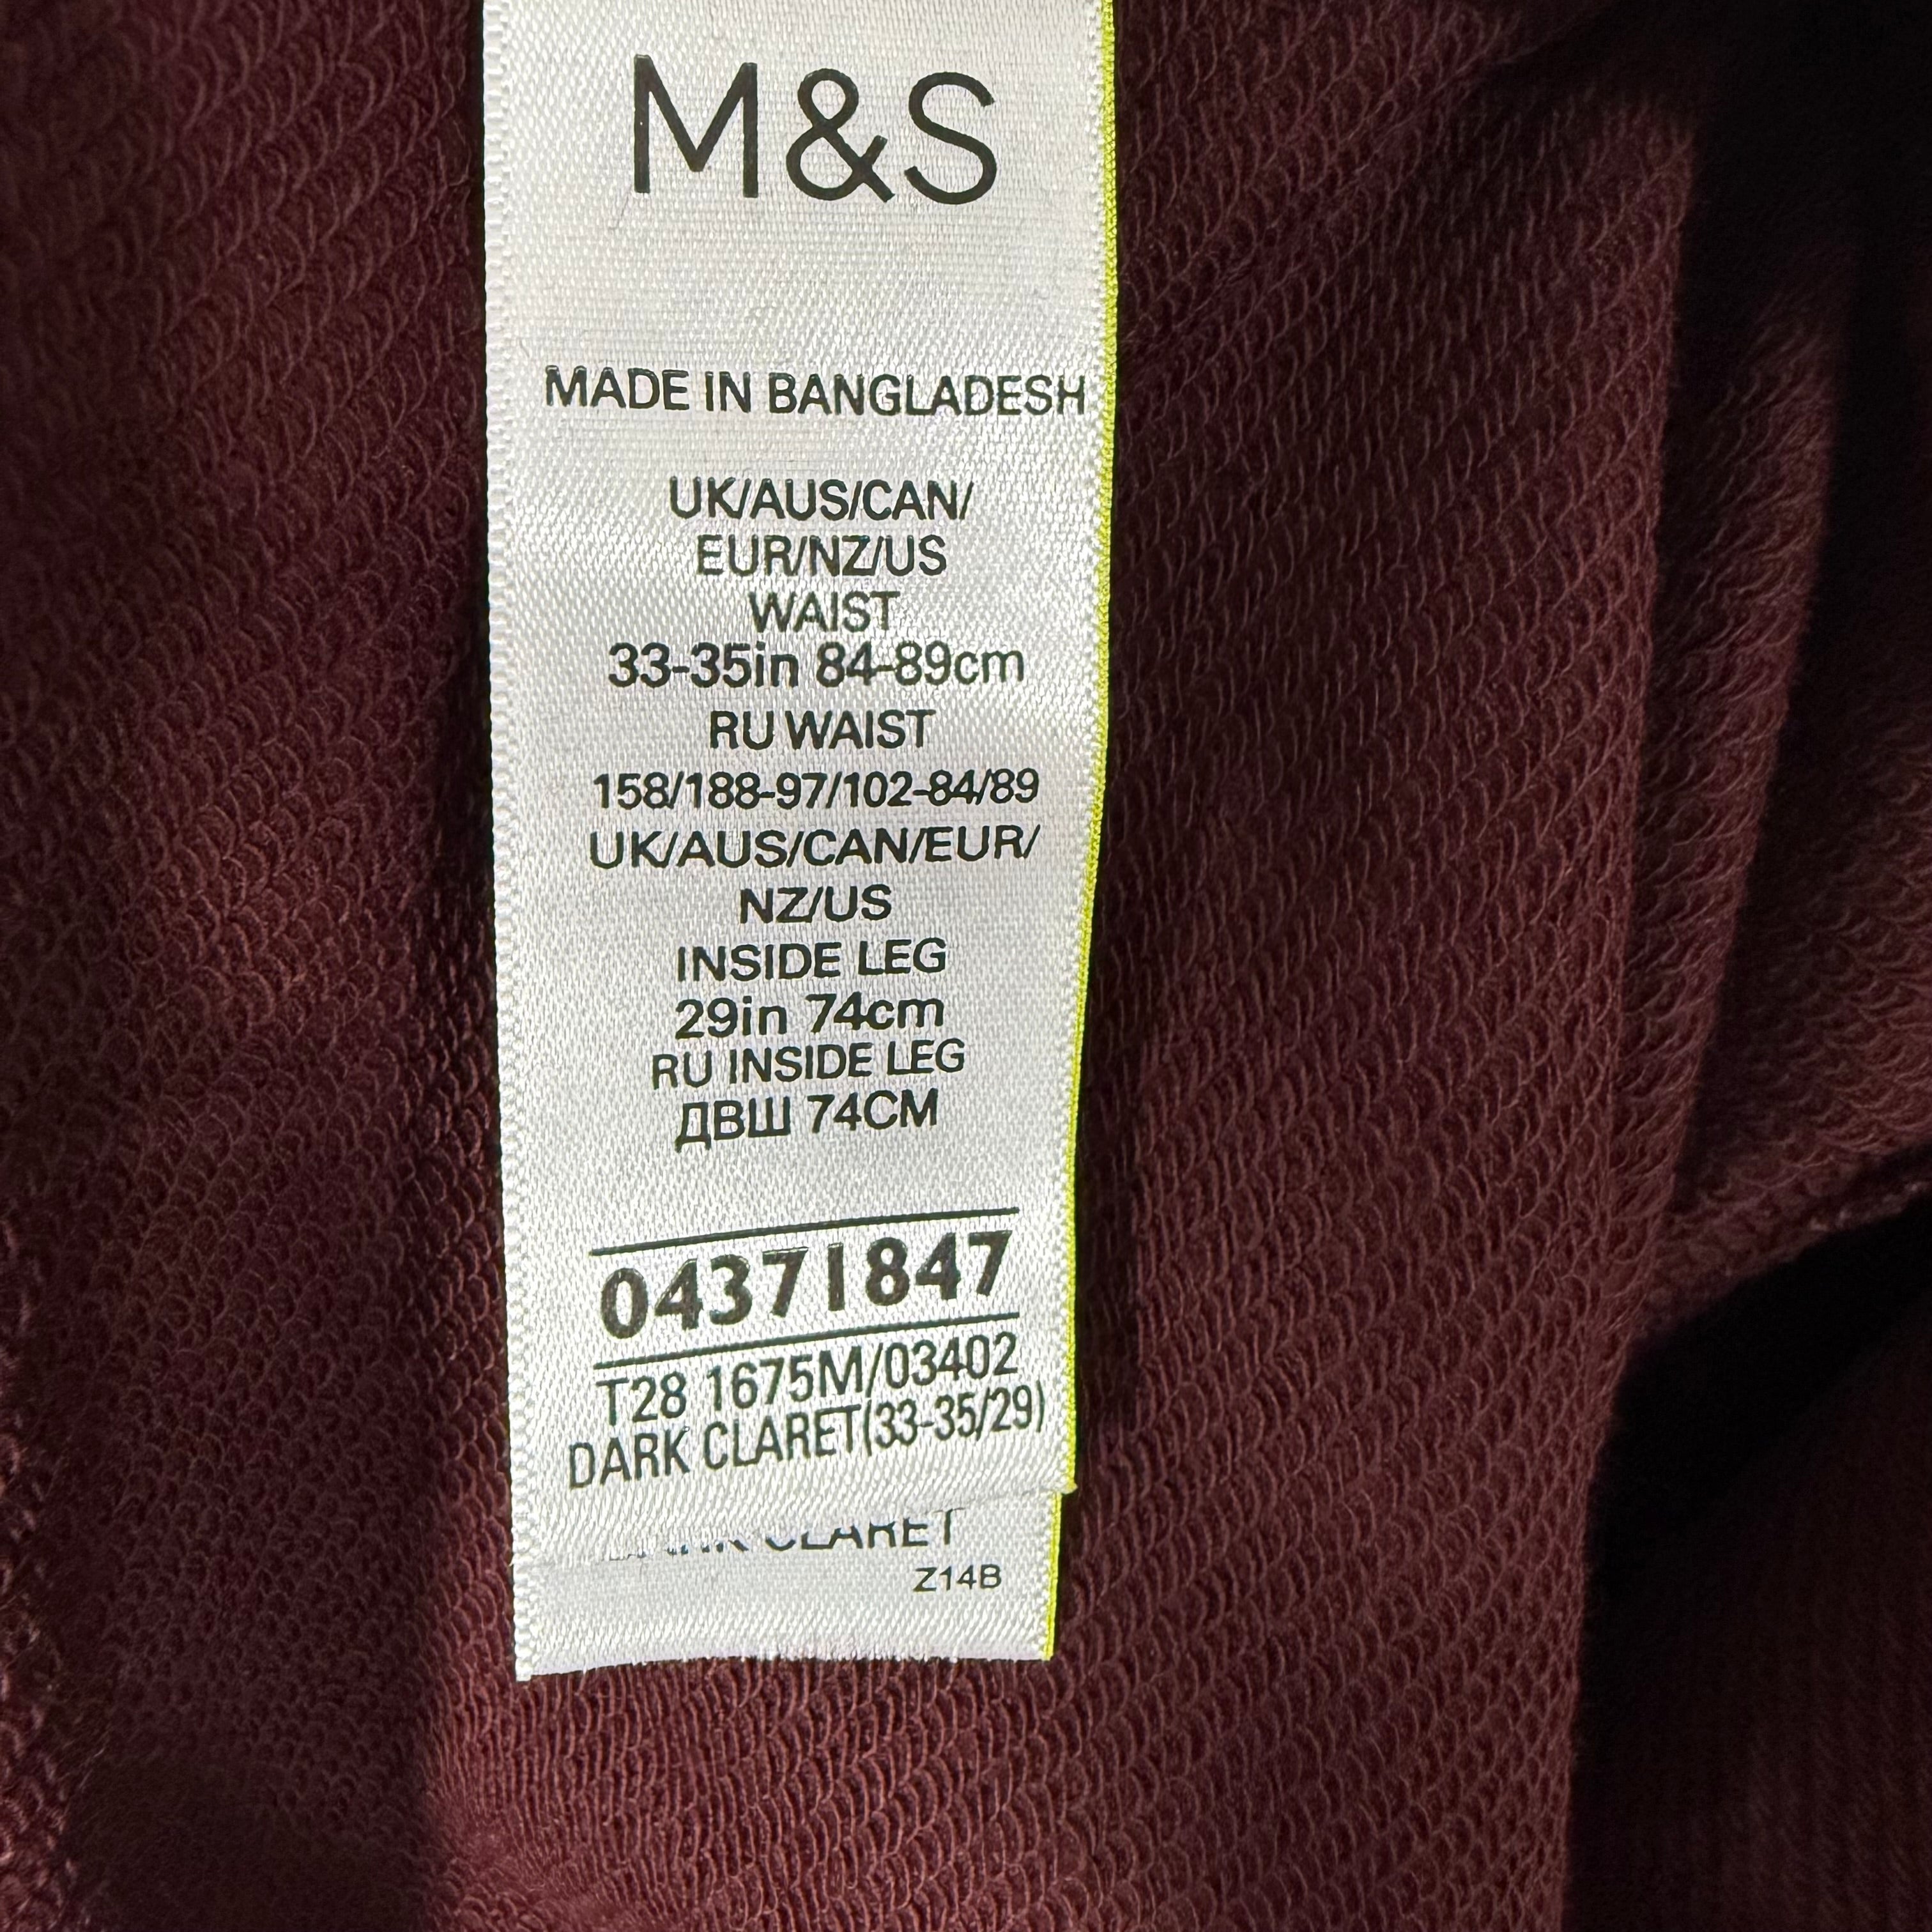 M&S
MADE IN BANGLADESH
UK/AUS/CAN/
EUR/NZ/US
WAIST
33-35in 84-89cm
RU WAIST
158/188-97/102-84/89
UK/AUS/CAN/EUR/
NZ/US
INSIDE LEG
29in 74cm
RU INSIDE LEG
ДВШ 74CM
04371847
T28 1675M/03402
DARK CLARET(33-35/29)
CLARET
Z14B